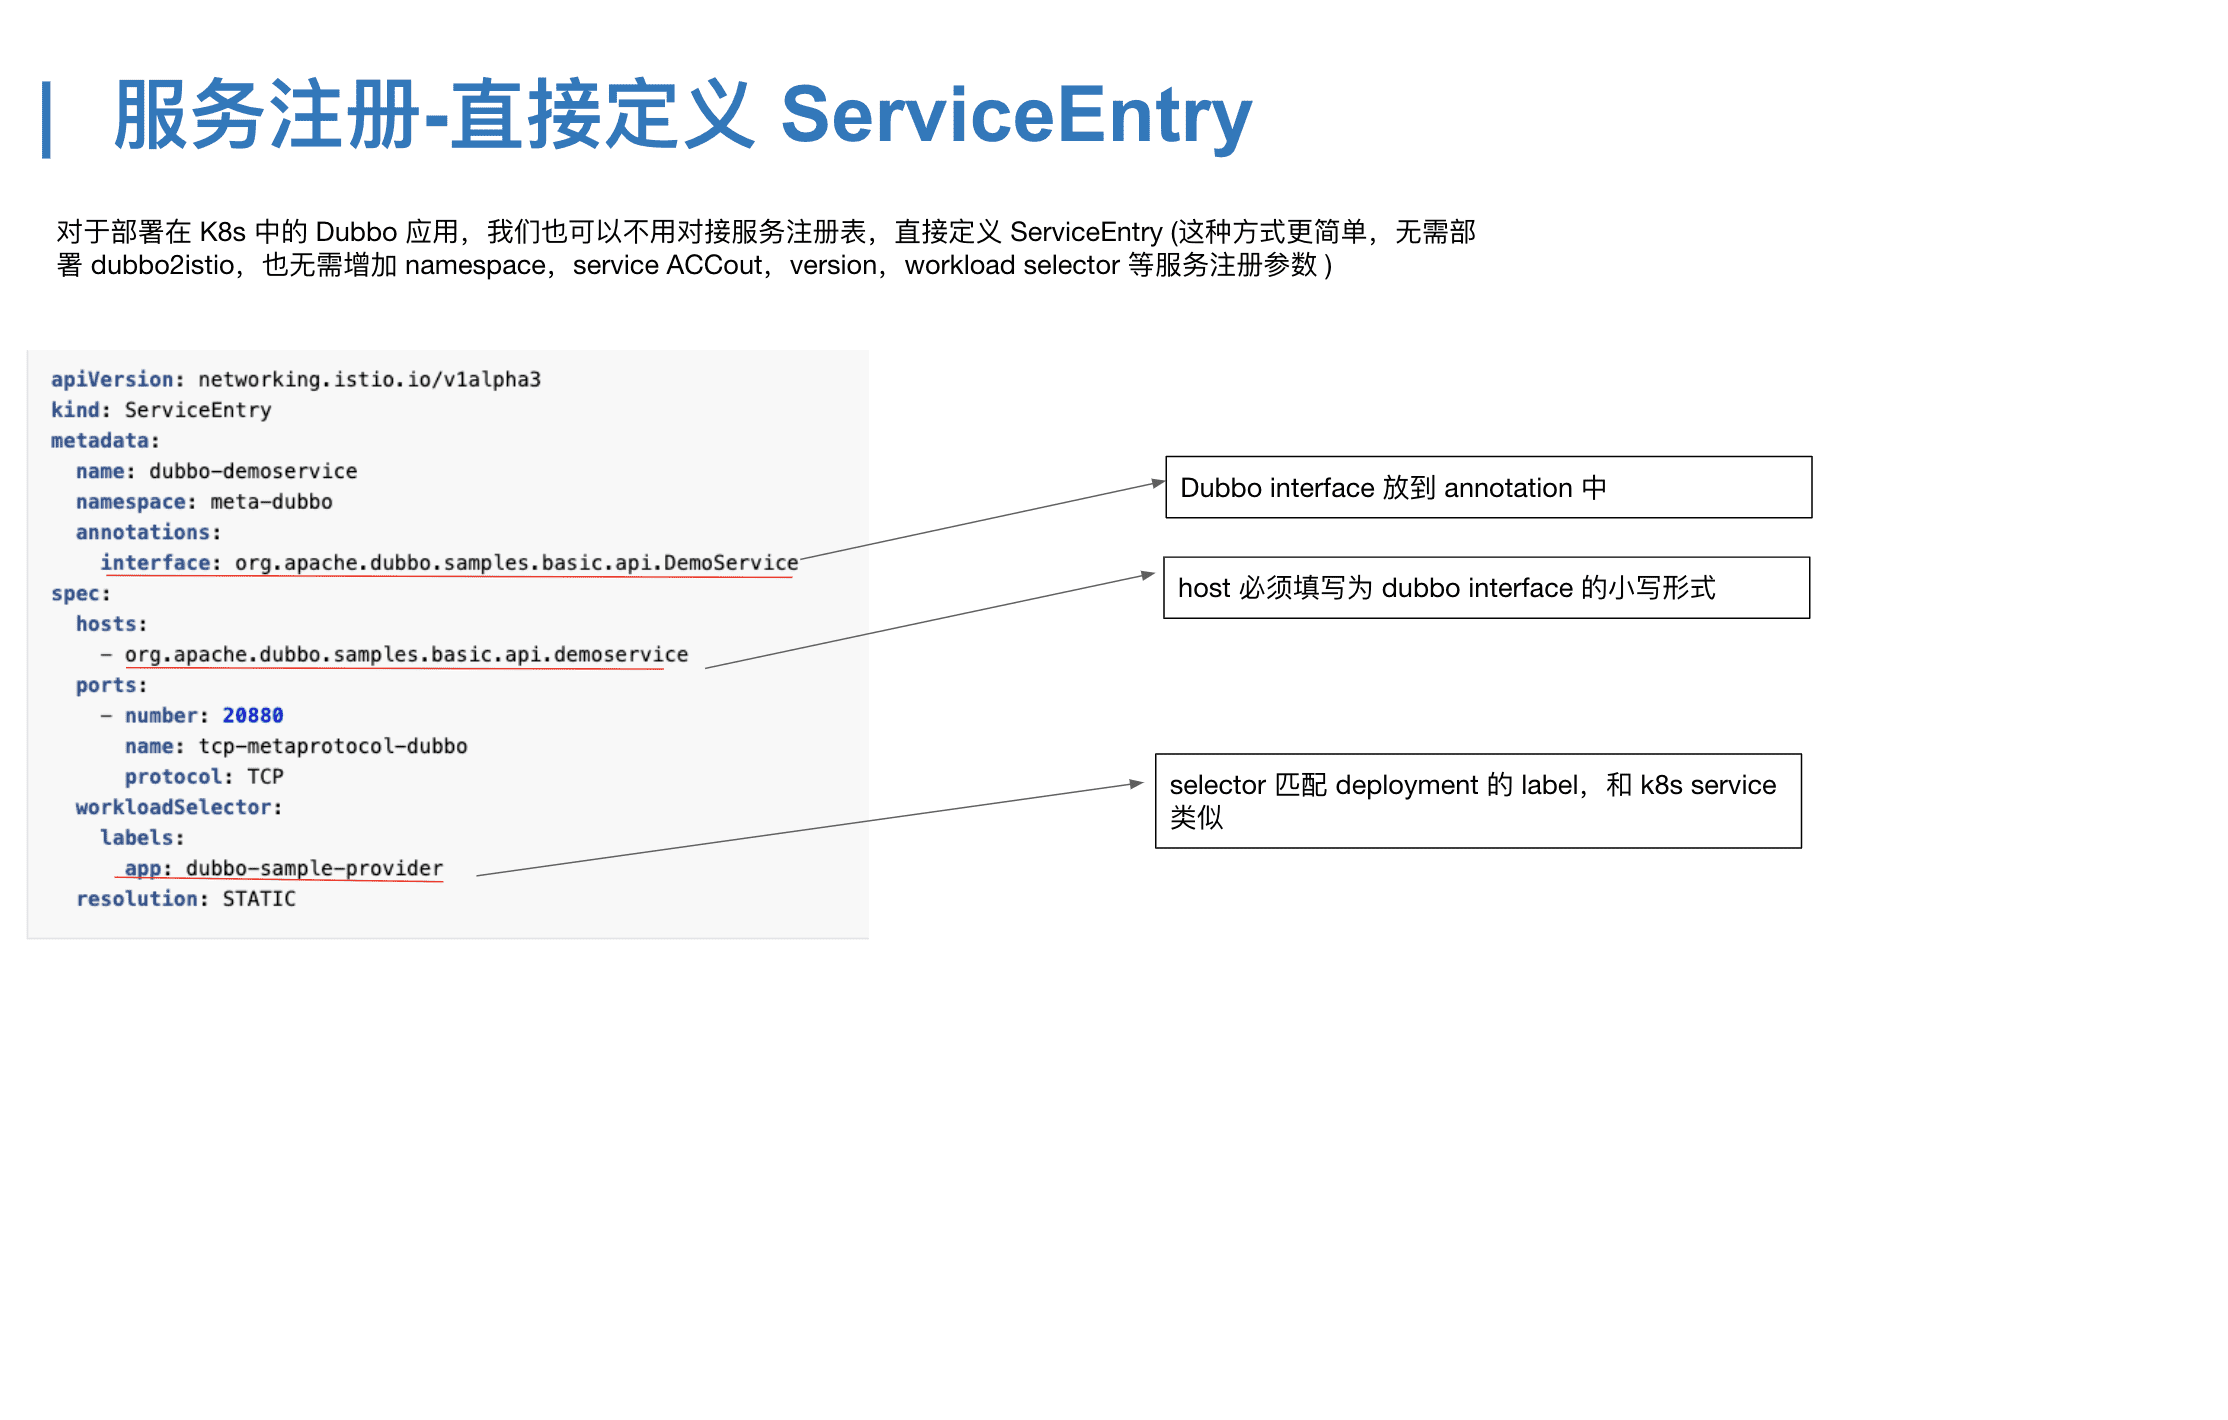 服务注册-直接定义 ServiceEntry
对于部署在 K8s 中的 Dubbo 应用，我们也可以不用对接服务注册表，直接定义 ServiceEntry (这种方式更简单，无需部
署 dubbo2istio，也无需增加 namespace，service ACCout，version，workload selector 等服务注册参数 )
apiVersion: networking.istio.io/v1alpha3
kind: ServiceEntry
metadata:
  name: dubbo-demoservice
  namespace: meta-dubbo
  annotations:
    interface: org.apache.dubbo.samples.basic.api.DemoService
spec:
  hosts:
    - org.apache.dubbo.samples.basic.api.demoservice
  ports:
    - number: 20880
      name: tcp-metaprotocol-dubbo
      protocol: TCP
  workloadSelector:
    labels:
      app: dubbo-sample-provider
  resolution: STATIC
Dubbo interface 放到 annotation 中
host 必须填写为 dubbo interface 的小写形式
selector 匹配 deployment 的 label，和 k8s service
类似